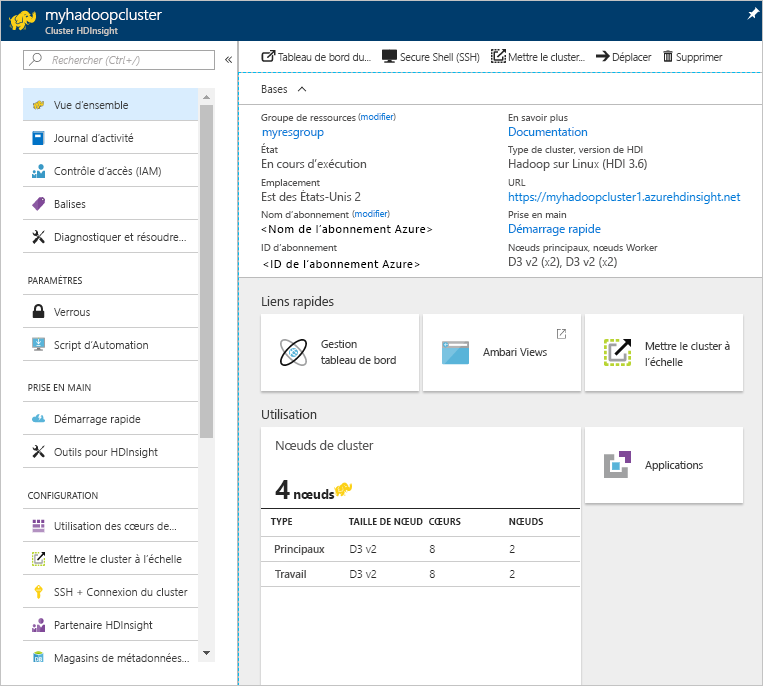 myhadoopcluster
Cluster HDInsight
Rechercher (Ctrl+/)
Vue d'ensemble
Journal d'activité
Contrôle d'accès (IAM)
Balises
Diagnostiquer et résoudre...
PARAMÈTRES
Verrous
Script d'Automation
PRISE EN MAIN
Démarrage rapide
Outils pour HDInsight
CONFIGURATION
Utilisation des cœurs de...
Mettre le cluster à l'échelle
SSH + Connexion du cluster
Partenaire HDInsight
Magasins de métadonnées...
Tableau de bord du... Secure Shell (SSH) Mettre le cluster... Déplacer Supprimer
Bases
Groupe de ressources (modifier)
myresgroup
État
En cours d'exécution
Emplacement
Est des États-Unis 2
Nom d'abonnement (modifier)
<Nom de l'abonnement Azure>
ID d'abonnement
<ID de l'abonnement Azure>
En savoir plus
Documentation
Type de cluster, version de HDI
Hadoop sur Linux (HDI 3.6)
URL
https://myhadoopcluster1.azurehdinsight.net
Prise en main
Démarrage rapide
Nœuds principaux, nœuds Worker
D3 v2 (x2), D3 v2 (x2)
Liens rapides
Gestion
tableau de bord
Ambari Views
Mettre le cluster à
l'échelle
Utilisation
Nœuds de cluster
4 nœuds
TYPE TAILLE DE NŒUD CŒURS NŒUDS
Principaux D3 v2 8 2
Travail D3 v2 8 2
Applications